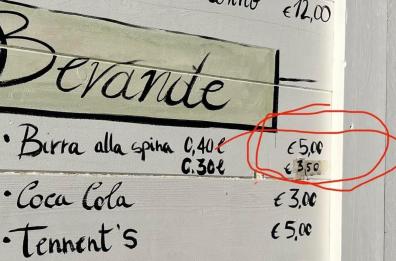 €12,00
Bevande
• Birra alla spina 0,40ℓ €5,00
0.30ℓ € 3,50
• Coca Cola €3,00
• Tennent's €5,00